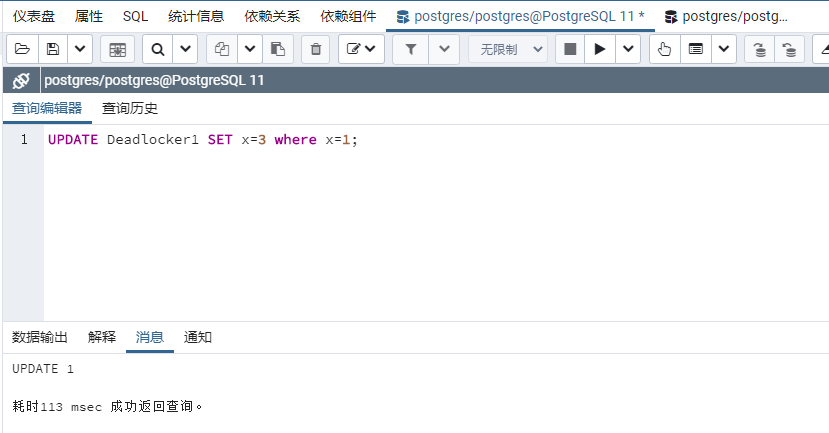 仪表盘 属性 SQL 统计信息 依赖关系 依赖组件 postgres/postgres@PostgreSQL 11 * postgres/postg...
无限制
postgres/postgres@PostgreSQL 11
查询编辑器 查询历史
1 UPDATE Deadlocker1 SET x=3 where x=1;
数据输出 解释 消息 通知
UPDATE 1
耗时113 msec 成功返回查询。